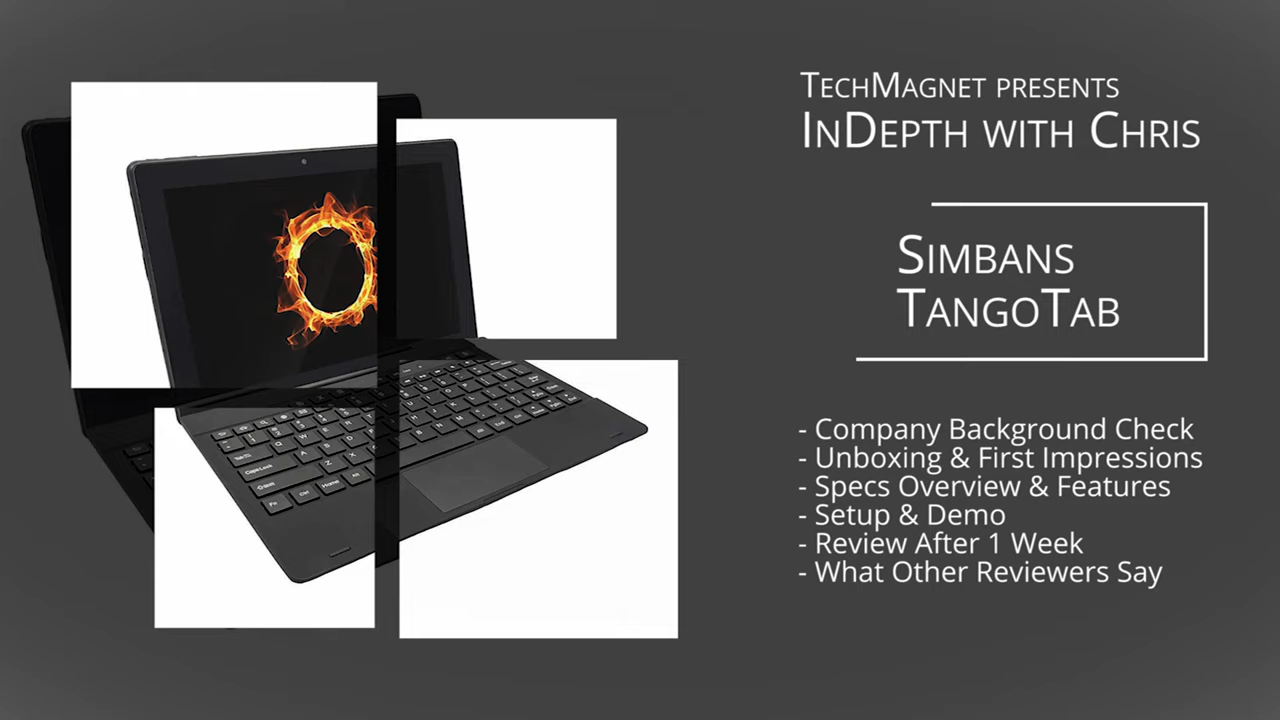 TechMagnet presents
InDepth with Chris
Simbans
TangoTab
- Company Background Check
- Unboxing & First Impressions
- Specs Overview & Features
- Setup & Demo
- Review After 1 Week
- What Other Reviewers Say